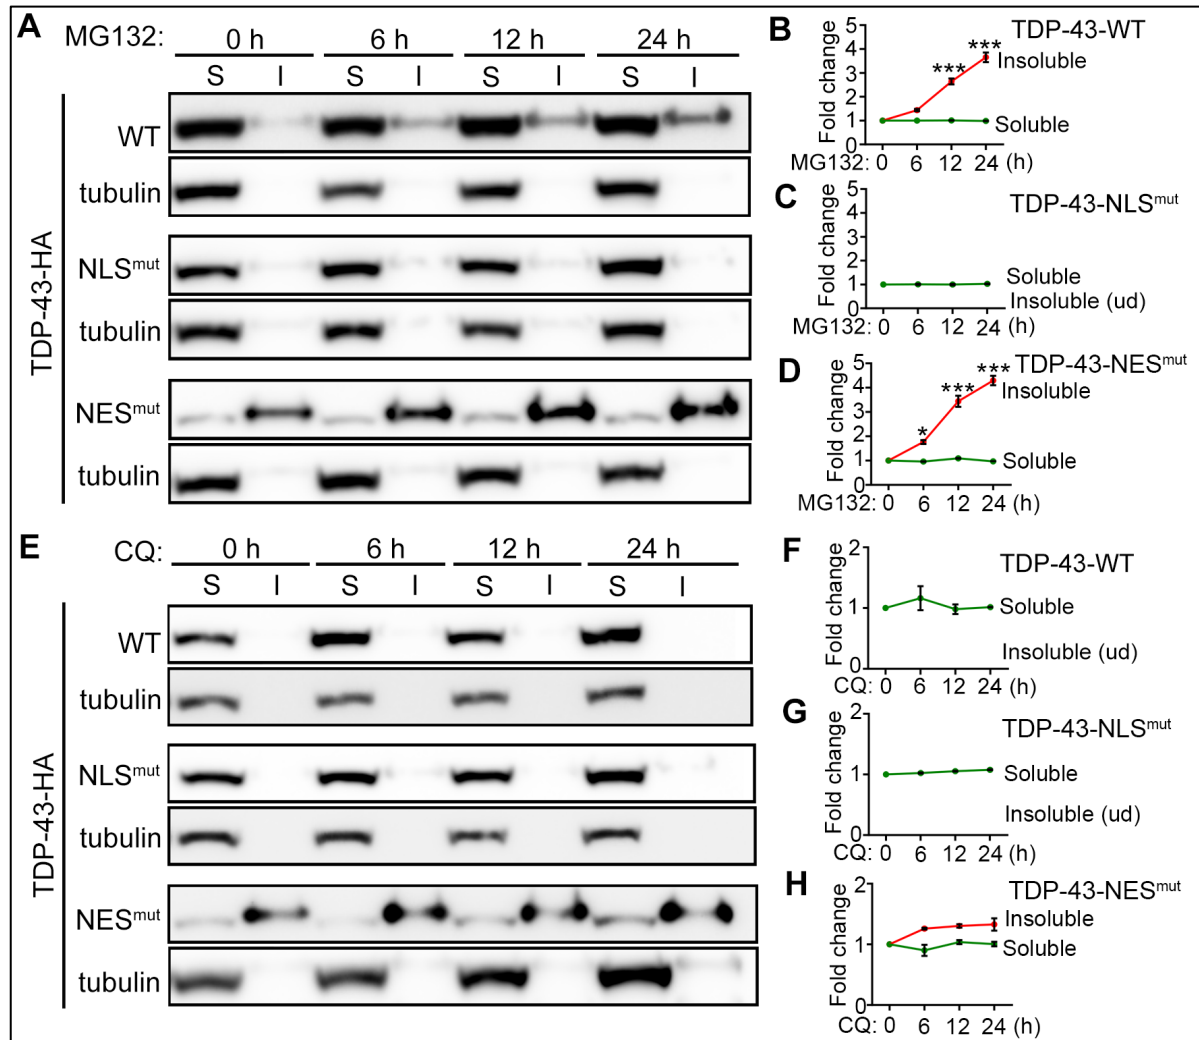 A
MG132: 0 h 6 h 12 h 24 h
S I S I S I S I
TDP-43-HA
WT
tubulin
NLSmut
tubulin
NESmut
tubulin
B
TDP-43-WT
Fold change
5
4
3
2
1
0
***
***
Insoluble
Soluble
MG132: 0 6 12 24 (h)
C
TDP-43-NLSmut
Fold change
5
4
3
2
1
0
Soluble
Insoluble (ud)
MG132: 0 6 12 24 (h)
D
TDP-43-NESmut
Fold change
5
4
3
2
1
0
*
***
***
Insoluble
Soluble
MG132: 0 6 12 24 (h)
E
CQ: 0 h 6 h 12 h 24 h
S I S I S I S I
TDP-43-HA
WT
tubulin
NLSmut
tubulin
NESmut
tubulin
F
TDP-43-WT
Fold change
2
1
0
Soluble
Insoluble (ud)
CQ: 0 6 12 24 (h)
G
TDP-43-NLSmut
Fold change
2
1
0
Soluble
Insoluble (ud)
CQ: 0 6 12 24 (h)
H
TDP-43-NESmut
Fold change
2
1
0
Insoluble
Soluble
CQ: 0 6 12 24 (h)